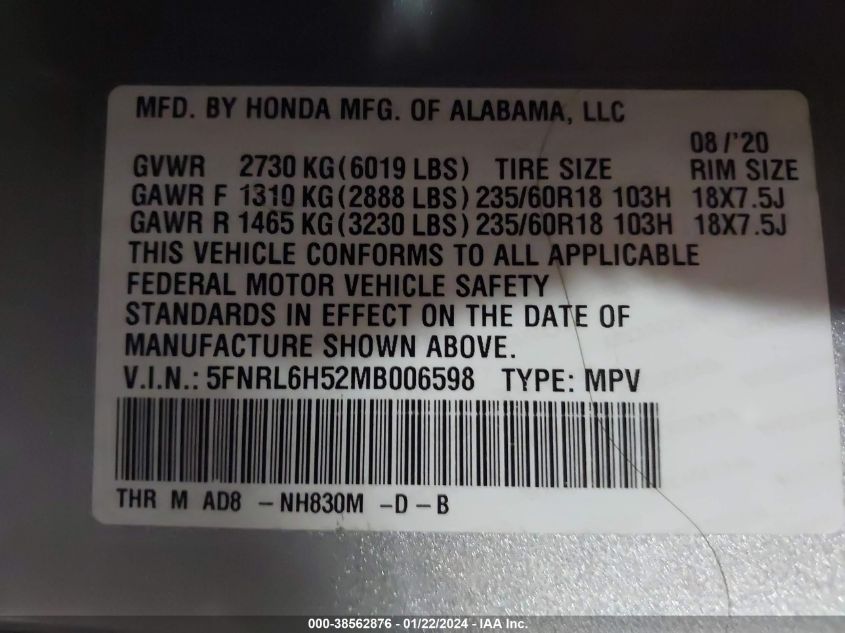 MFD. BY HONDA MFG. OF ALABAMA, LLC
08/'20
GVWR 2730 KG(6019 LBS) TIRE SIZE RIM SIZE
GAWR F 1310 KG(2888 LBS) 235/60R18 103H 18X7.5J
GAWR R 1465 KG(3230 LBS) 235/60R18 103H 18X7.5J
THIS VEHICLE CONFORMS TO ALL APPLICABLE
FEDERAL MOTOR VEHICLE SAFETY
STANDARDS IN EFFECT ON THE DATE OF
MANUFACTURE SHOWN ABOVE.
V.I.N.: 5FNRL6H52MB006598 TYPE: MPV
THR M AD8 -NH830M -D-B
000-38562876 - 01/22/2024 - IAA Inc.